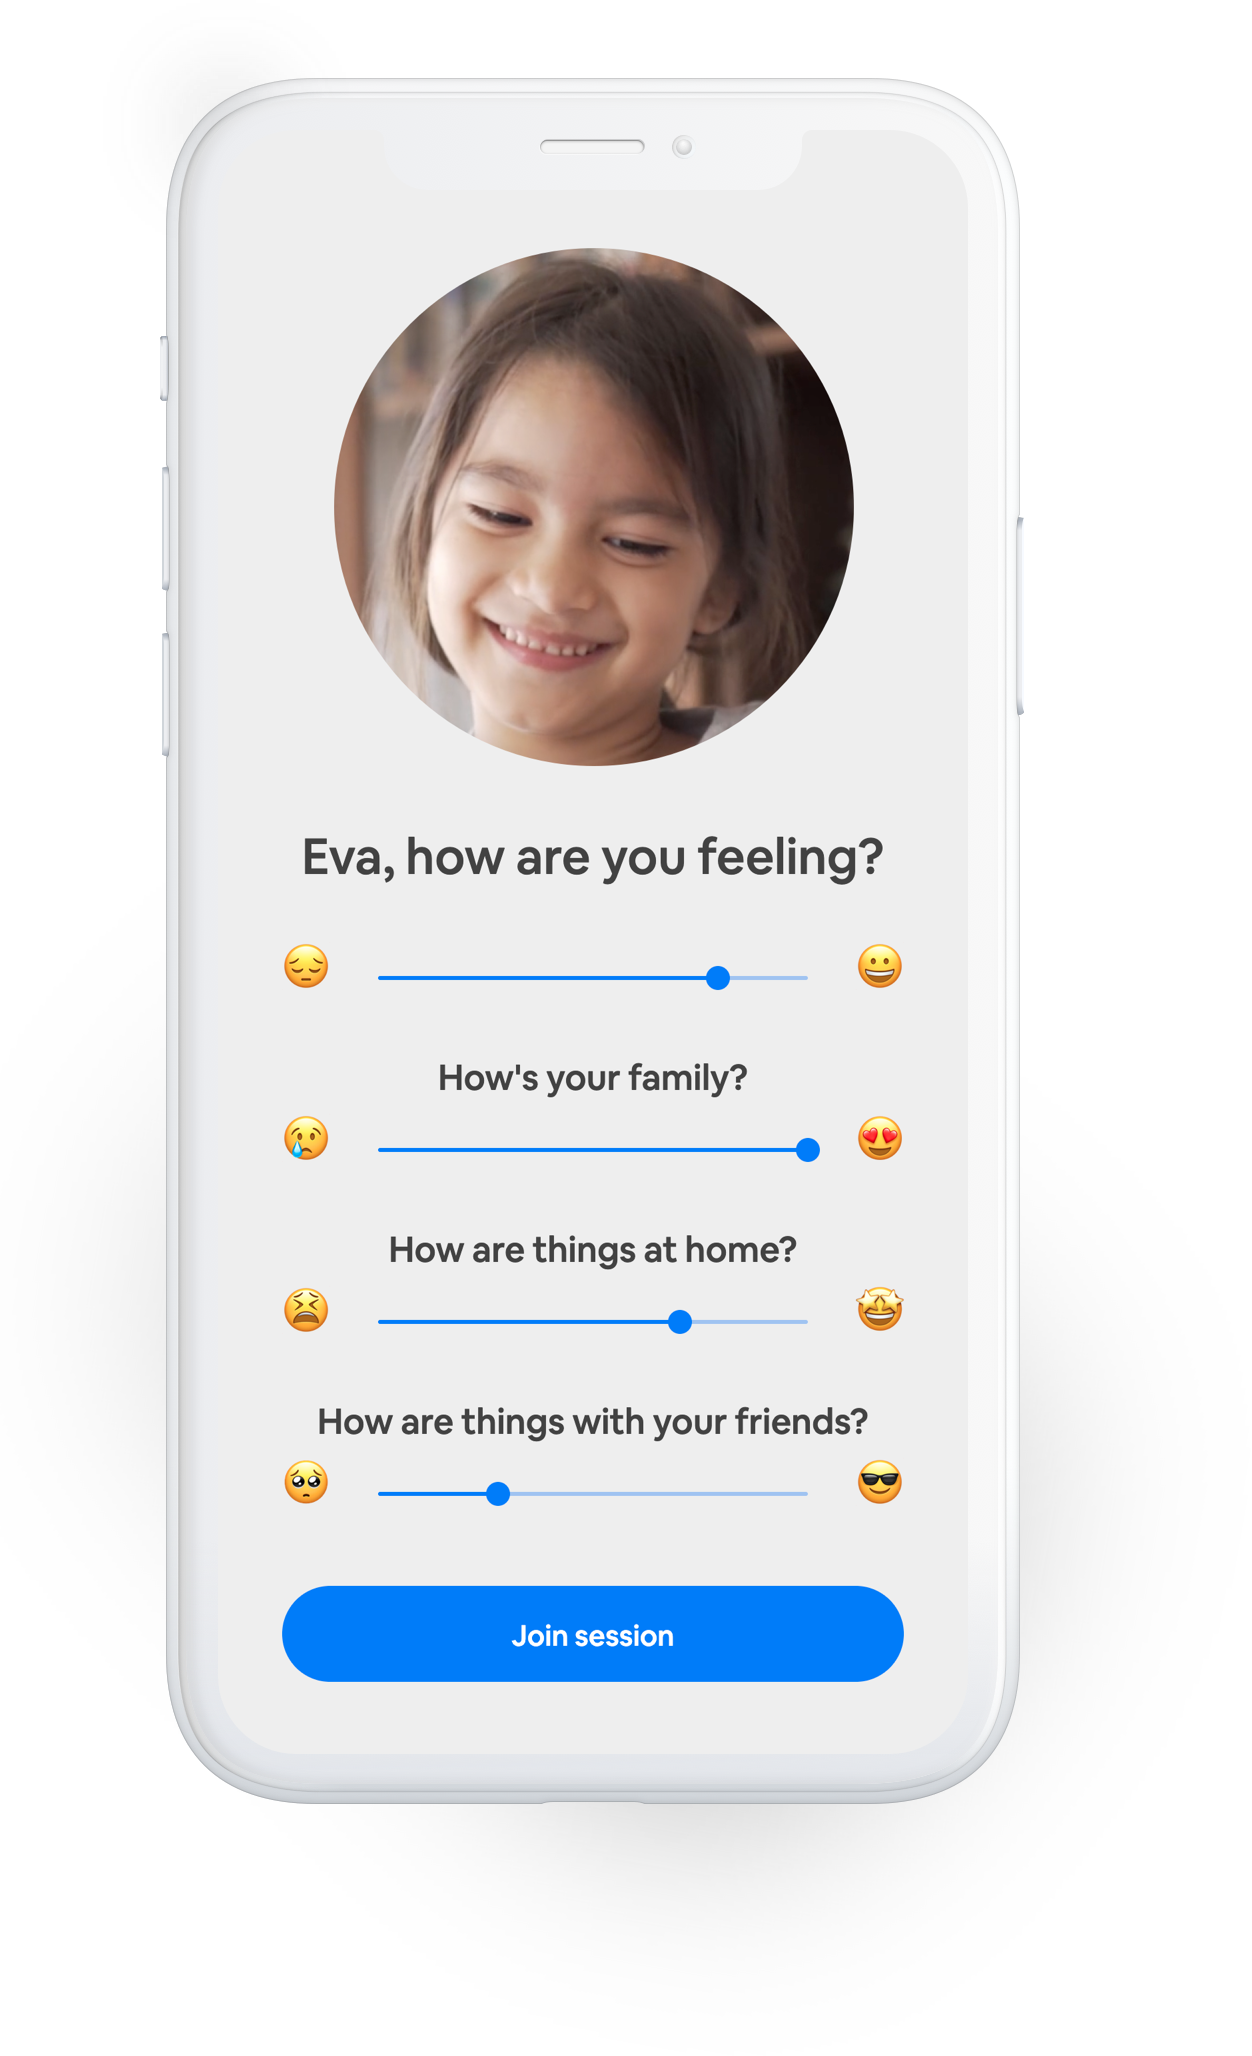 Eva, how are you feeling?
How's your family?
How are things at home?
How are things with your friends?
Join session